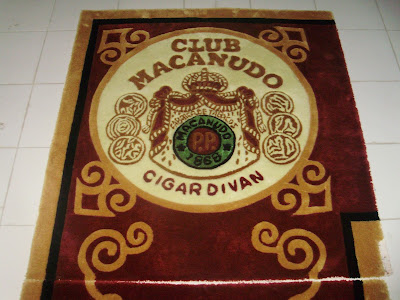 CLUB
MACANUDO
MACANUDO
P.P.
1868
CIGAR DIVAN